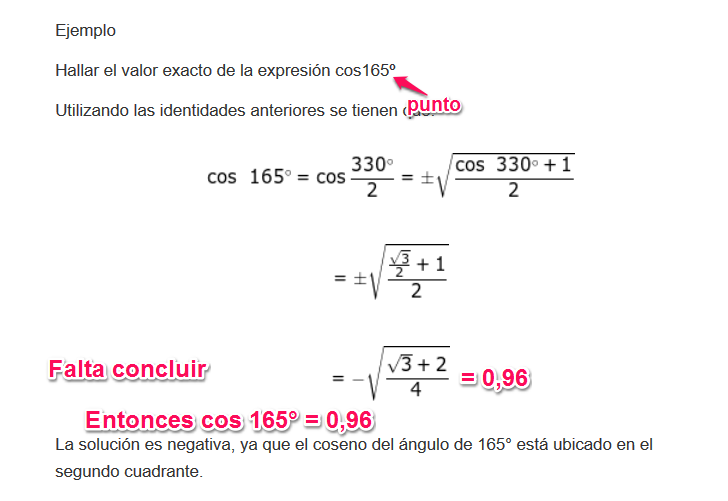 Ejemplo
Hallar el valor exacto de la expresión cos165º
punto
Utilizando las identidades anteriores se tienen
cos 165° = cos 330°/2 = ±√((cos 330° + 1)/2)
= ±√((√3/2 + 1)/2)
Falta concluir
= −√((√3 + 2)/4) = 0,96
Entonces cos 165° = 0,96
La solución es negativa, ya que el coseno del ángulo de 165° está ubicado en el
segundo cuadrante.